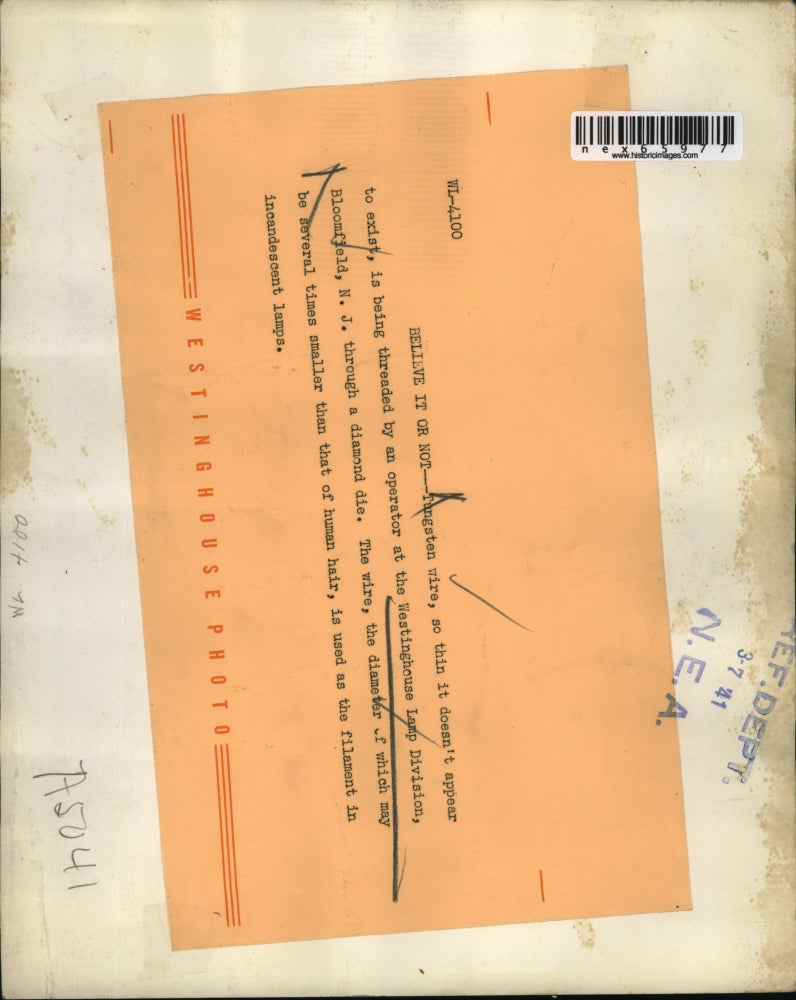 WL-4100
BELIEVE IT OR NOT---Tungsten wire, so thin it doesn't appear
to exist, is being threaded by an operator at the Westinghouse Lamp Division,
Bloomfield, N. J. through a diamond die. The wire, the diameter of which may
be several times smaller than that of human hair, is used as the filament in
incandescent lamps.
WESTINGHOUSE PHOTO
nex65977
www.historicimages.com
REF. DEPT.
3-7 '41
N.E.A.